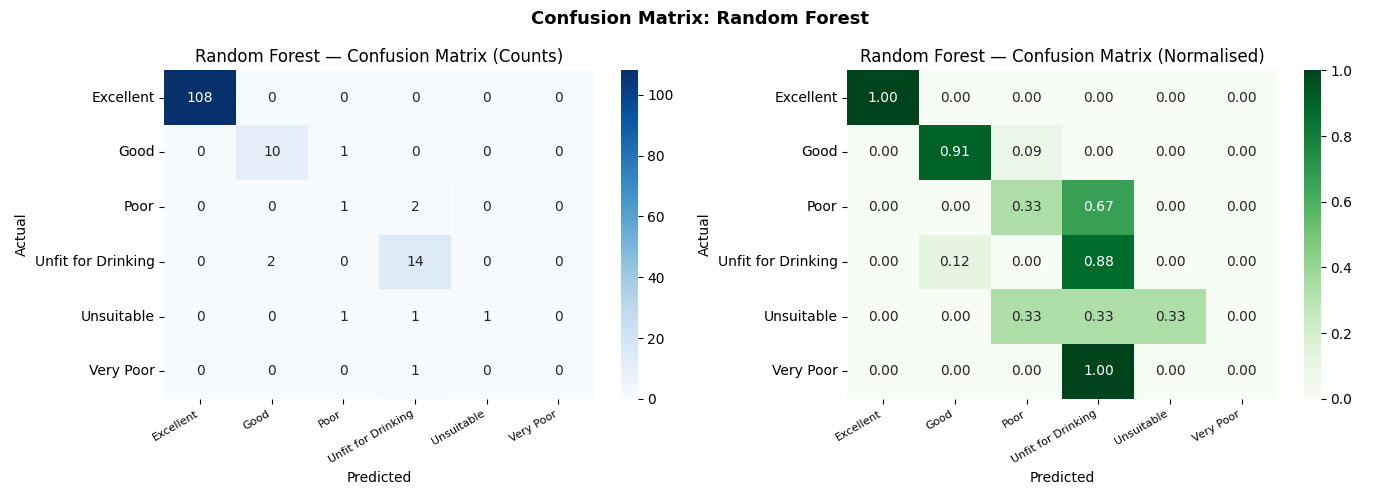 Confusion Matrix: Random Forest
Random Forest — Confusion Matrix (Counts)
Actual
Excellent 108 0 0 0 0 0
Good 0 10 1 0 0 0
Poor 0 0 1 2 0 0
Unfit for Drinking 0 2 0 14 0 0
Unsuitable 0 0 1 1 1 0
Very Poor 0 0 0 1 0 0
Excellent Good Poor Unfit for Drinking Unsuitable Very Poor
Predicted
100
80
60
40
20
0
Random Forest — Confusion Matrix (Normalised)
Actual
Excellent 1.00 0.00 0.00 0.00 0.00 0.00
Good 0.00 0.91 0.09 0.00 0.00 0.00
Poor 0.00 0.00 0.33 0.67 0.00 0.00
Unfit for Drinking 0.00 0.12 0.00 0.88 0.00 0.00
Unsuitable 0.00 0.00 0.33 0.33 0.33 0.00
Very Poor 0.00 0.00 0.00 1.00 0.00 0.00
Excellent Good Poor Unfit for Drinking Unsuitable Very Poor
Predicted
1.0
0.8
0.6
0.4
0.2
0.0